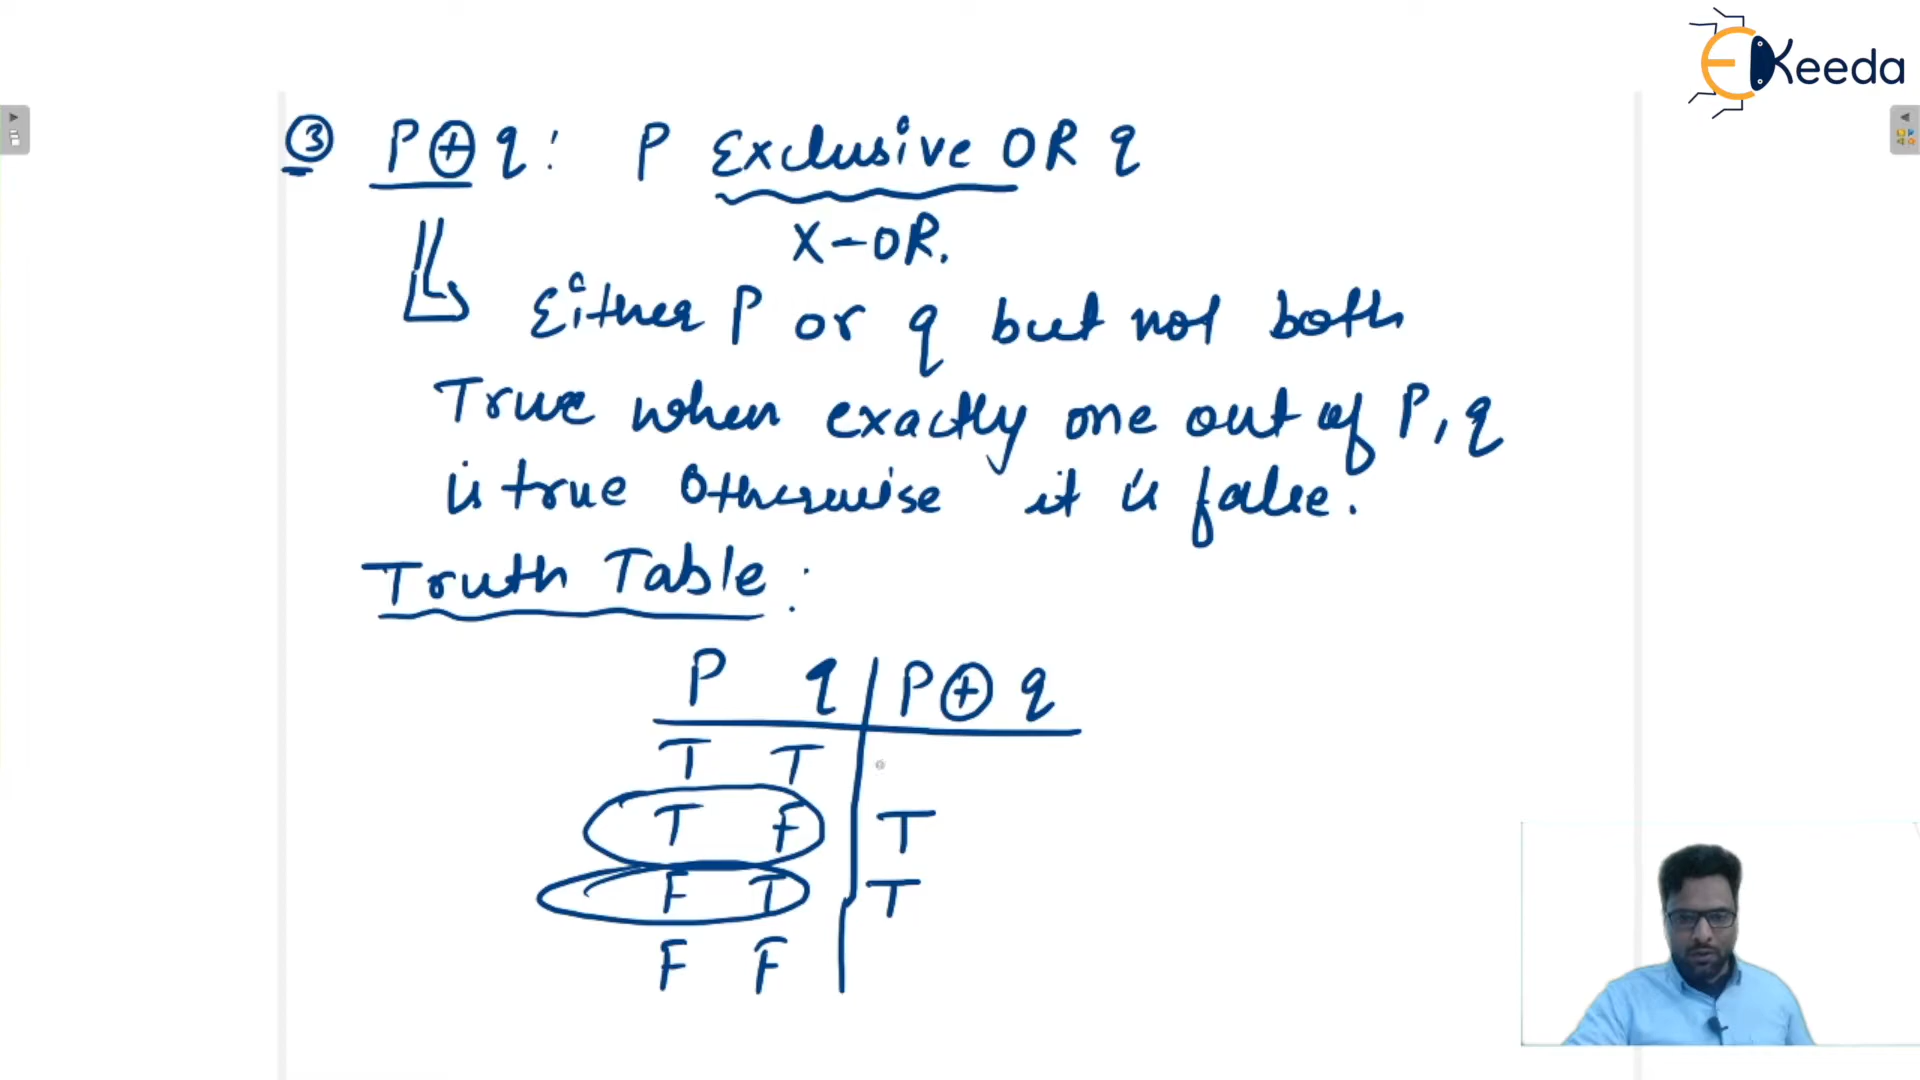 EKeeda
③ P⊕q: P Exclusive OR q
X-OR.
Either P or q but not both
True when exactly one out of P, q
is true Otherwise it is false.
Truth Table:
P q P⊕q
T T
T F T
F T T
F F